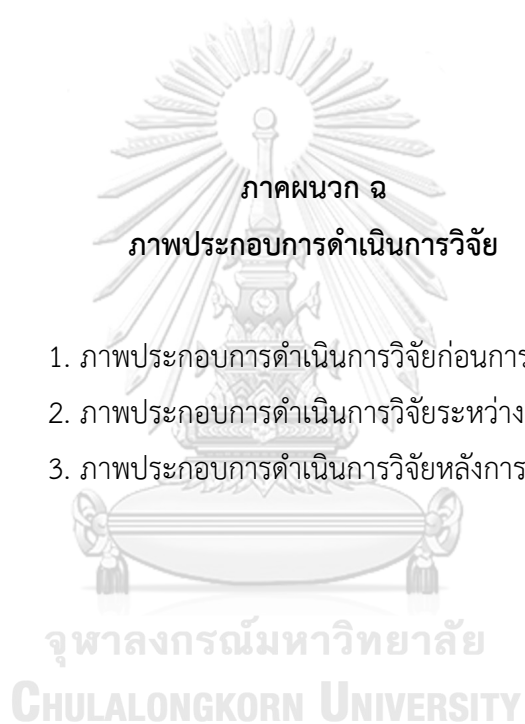 ภาคผนวก ฉ
ภาพประกอบการดำเนินการวิจัย
1. ภาพประกอบการดำเนินการวิจัยก่อนการ
2. ภาพประกอบการดำเนินการวิจัยระหว่าง
3. ภาพประกอบการดำเนินการวิจัยหลังการ
จุฬาลงกรณ์มหาวิทยาลัย
CHULALONGKORN UNIVERSITY